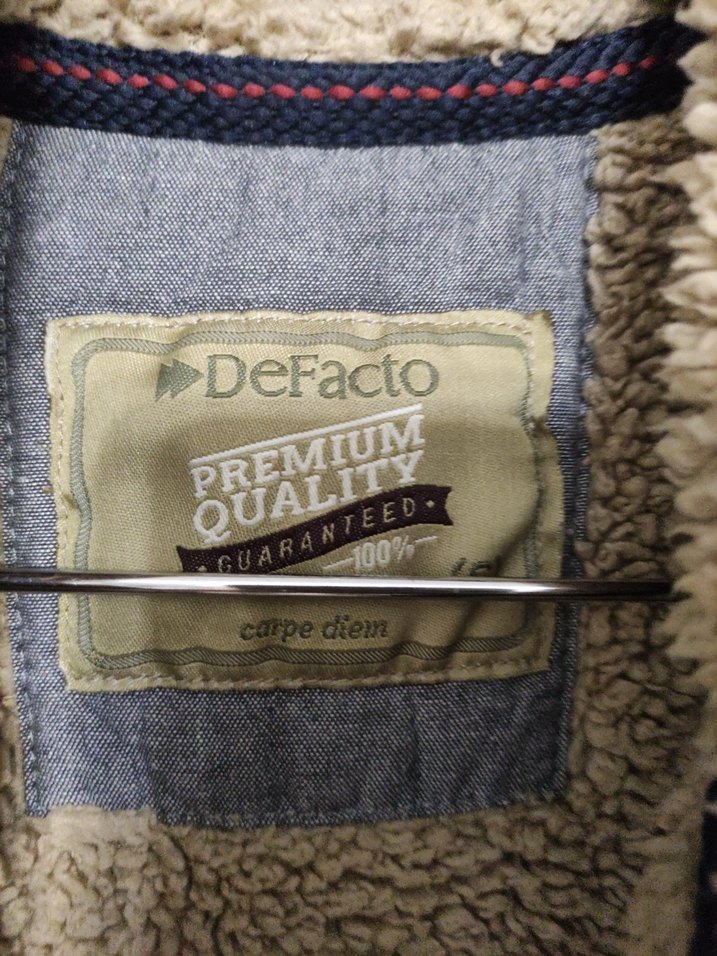 DeFacto
PREMIUM
QUALITY
GUARANTEED
100%
carpe diem